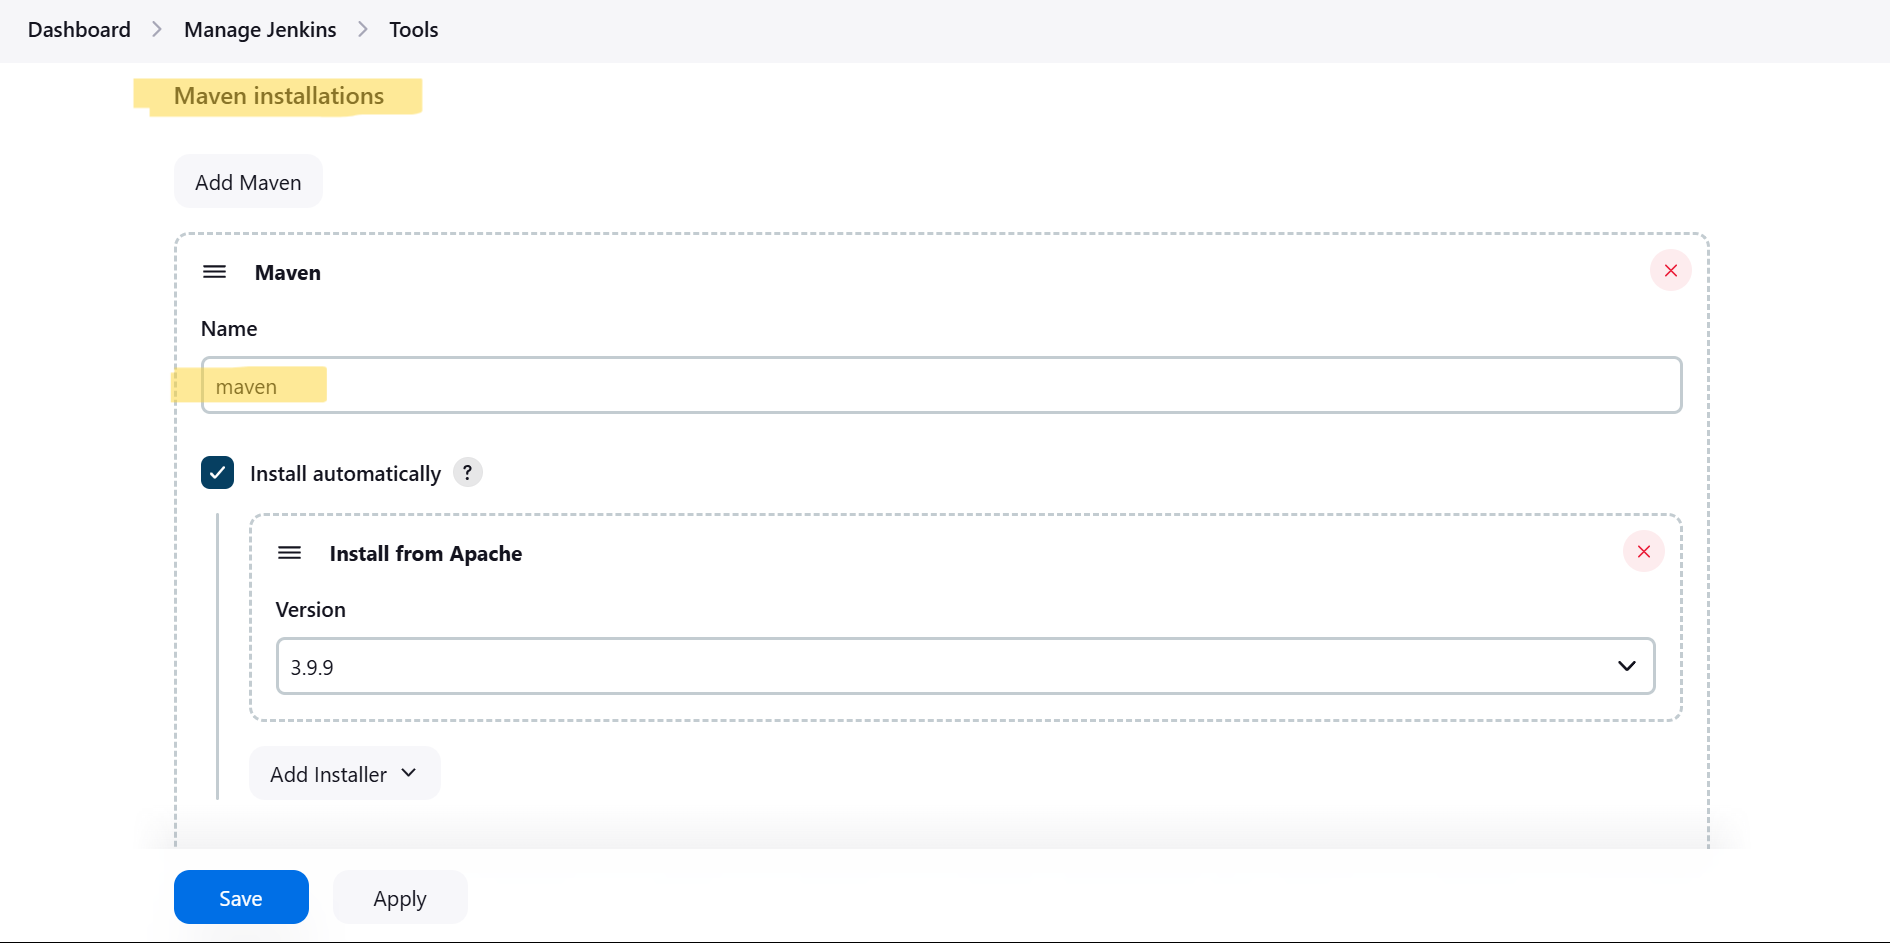 Dashboard > Manage Jenkins > Tools
Maven installations
Add Maven
Maven
Name
maven
Install automatically ?
Install from Apache
Version
3.9.9
Add Installer
Save Apply